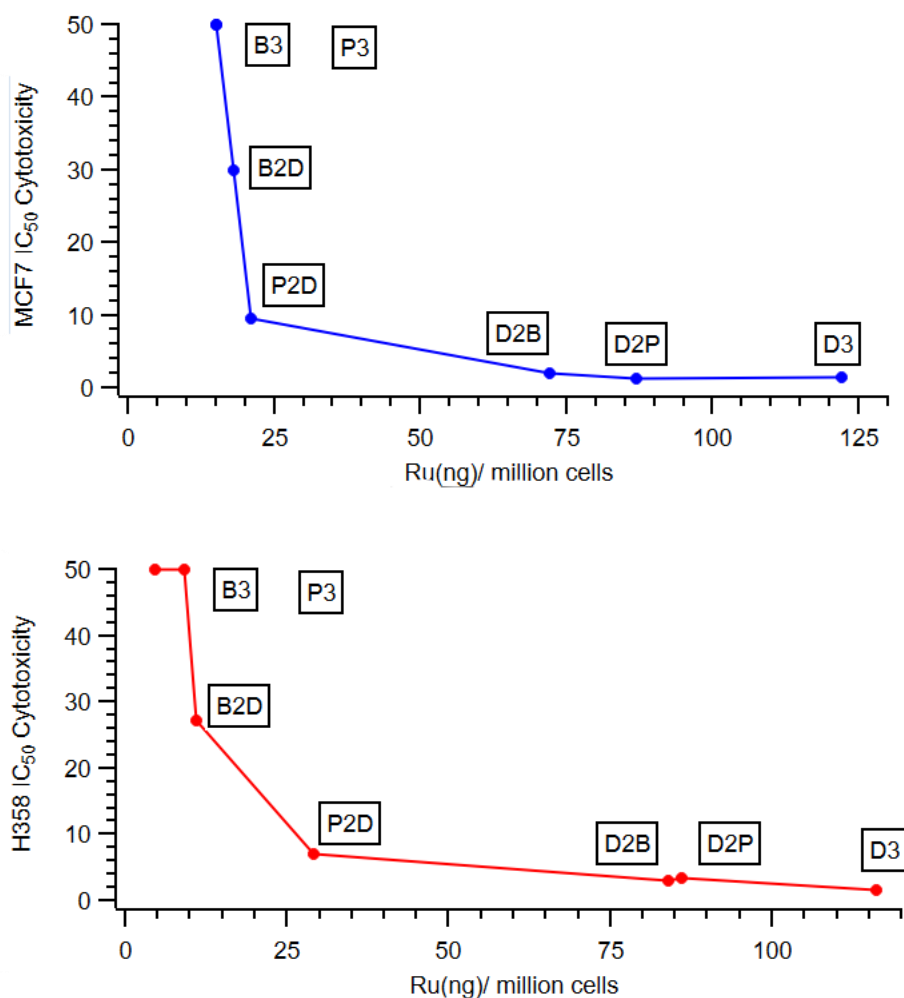 MCF7 IC50 Cytotoxicity
50
40
30
20
10
0
B3
P3
B2D
P2D
D2B
D2P
D3
0 25 50 75 100 125
Ru(ng)/ million cells
H358 IC50 Cytotoxicity
50
40
30
20
10
0
B3
P3
B2D
P2D
D2B
D2P
D3
0 25 50 75 100
Ru(ng)/ million cells